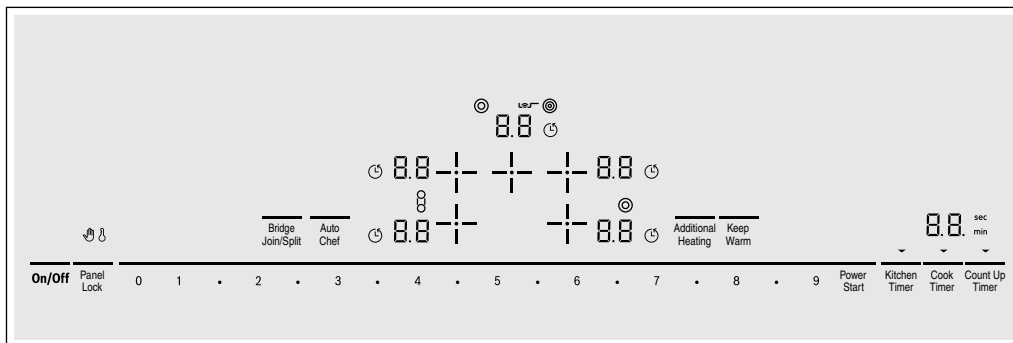 8.8
8.8 8.8
Bridge Join/Split
Auto Chef
8.8 8.8
Additional Heating
Keep Warm
8.8. sec
min
On/Off
Panel Lock
0 1 • 2 • 3 • 4 • 5 • 6 • 7 • 8 • 9
Power Start
Kitchen Timer
Cook Timer
Count Up Timer